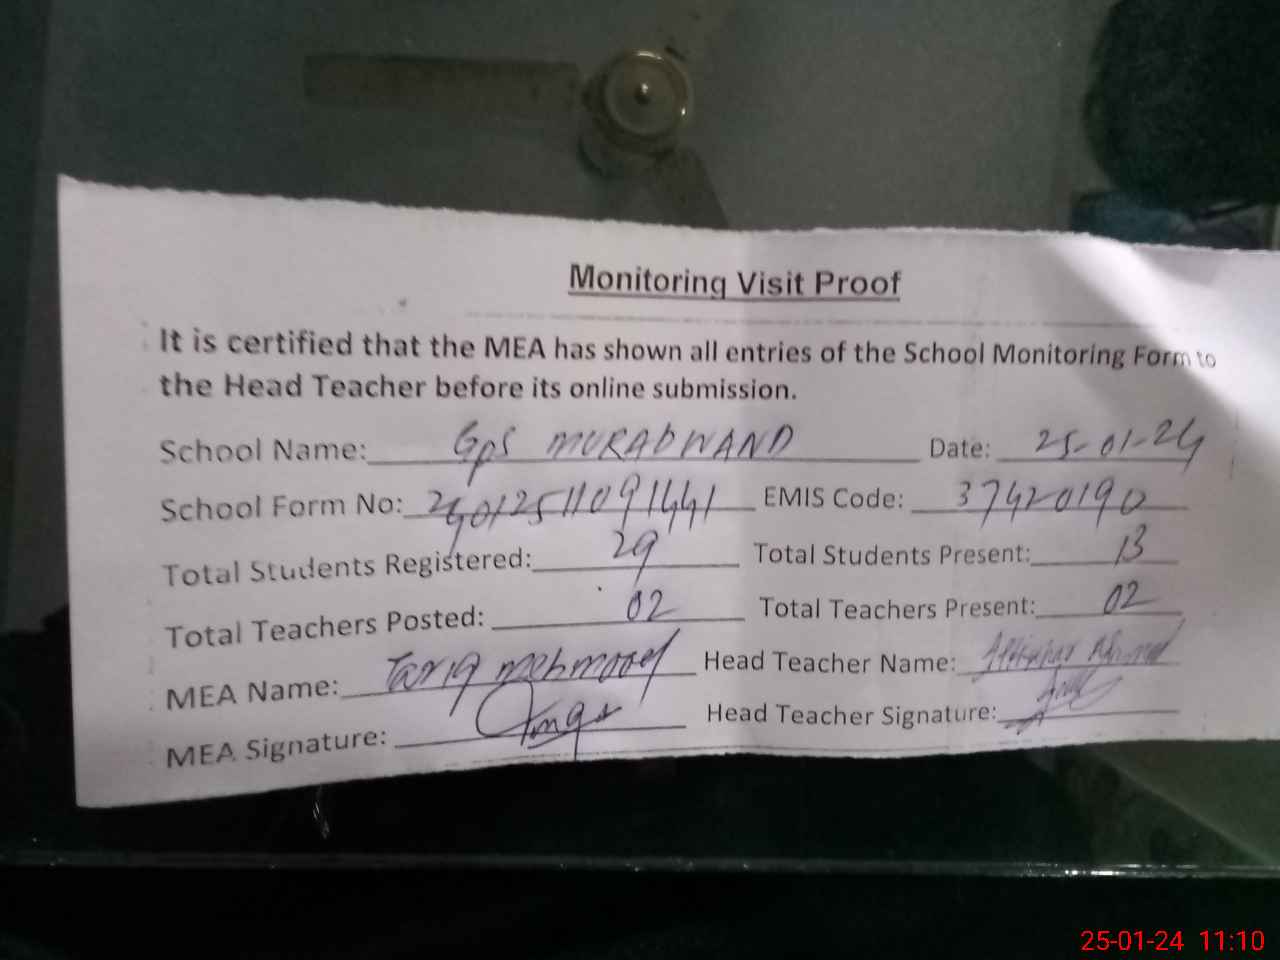 Monitoring Visit Proof
It is certified that the MEA has shown all entries of the School Monitoring Form to
the Head Teacher before its online submission.
School Name: GPS MURADWAND Date: 25-01-24
School Form No: EMIS Code: 37420190
Total Students Registered: 29 Total Students Present: 13
Total Teachers Posted: 02 Total Teachers Present: 02
MEA Name: Tariq Mehmood Head Teacher Name: Ahmed
MEA Signature: Head Teacher Signature:
25-01-24 11:10